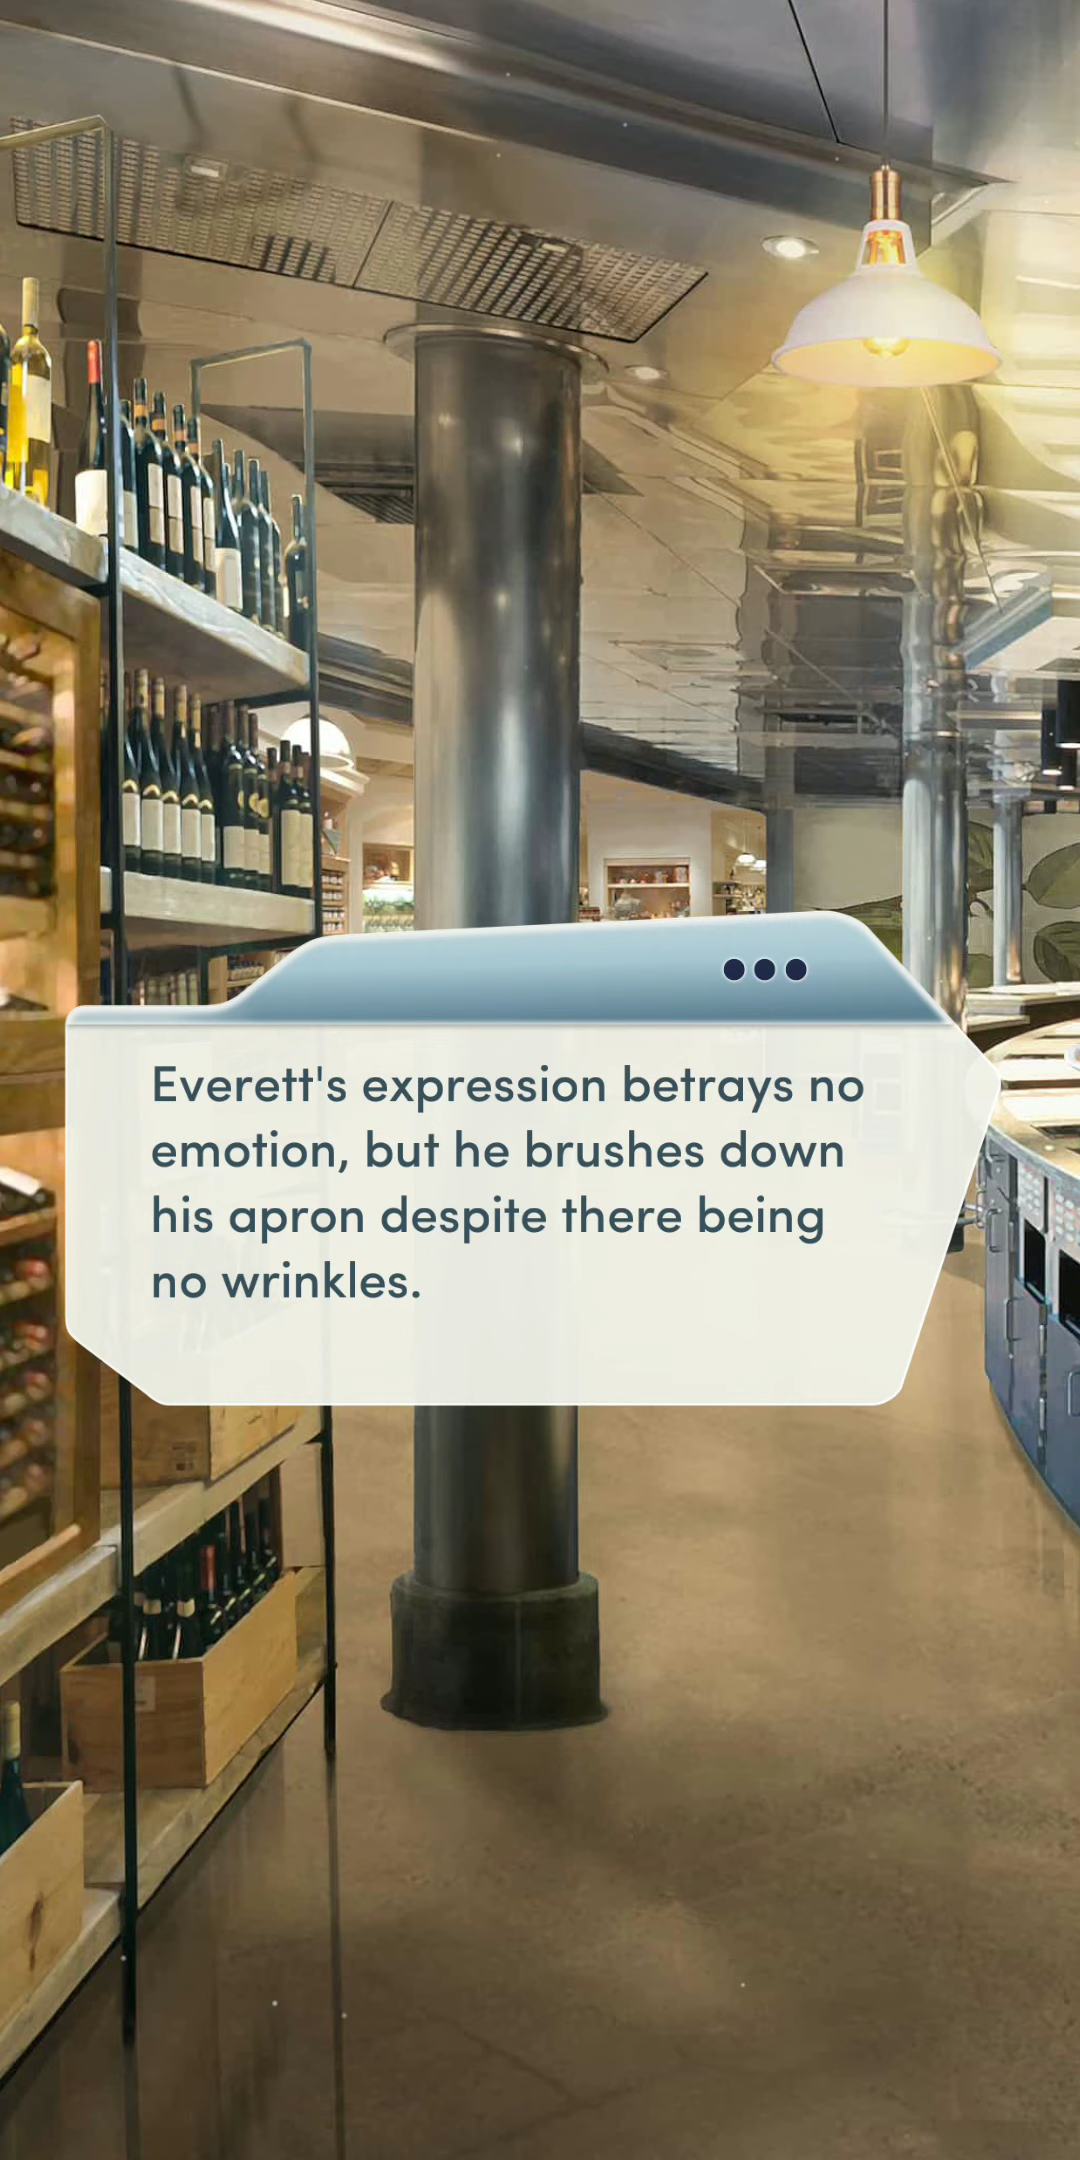 Everett's expression betrays no
emotion, but he brushes down
his apron despite there being
no wrinkles.